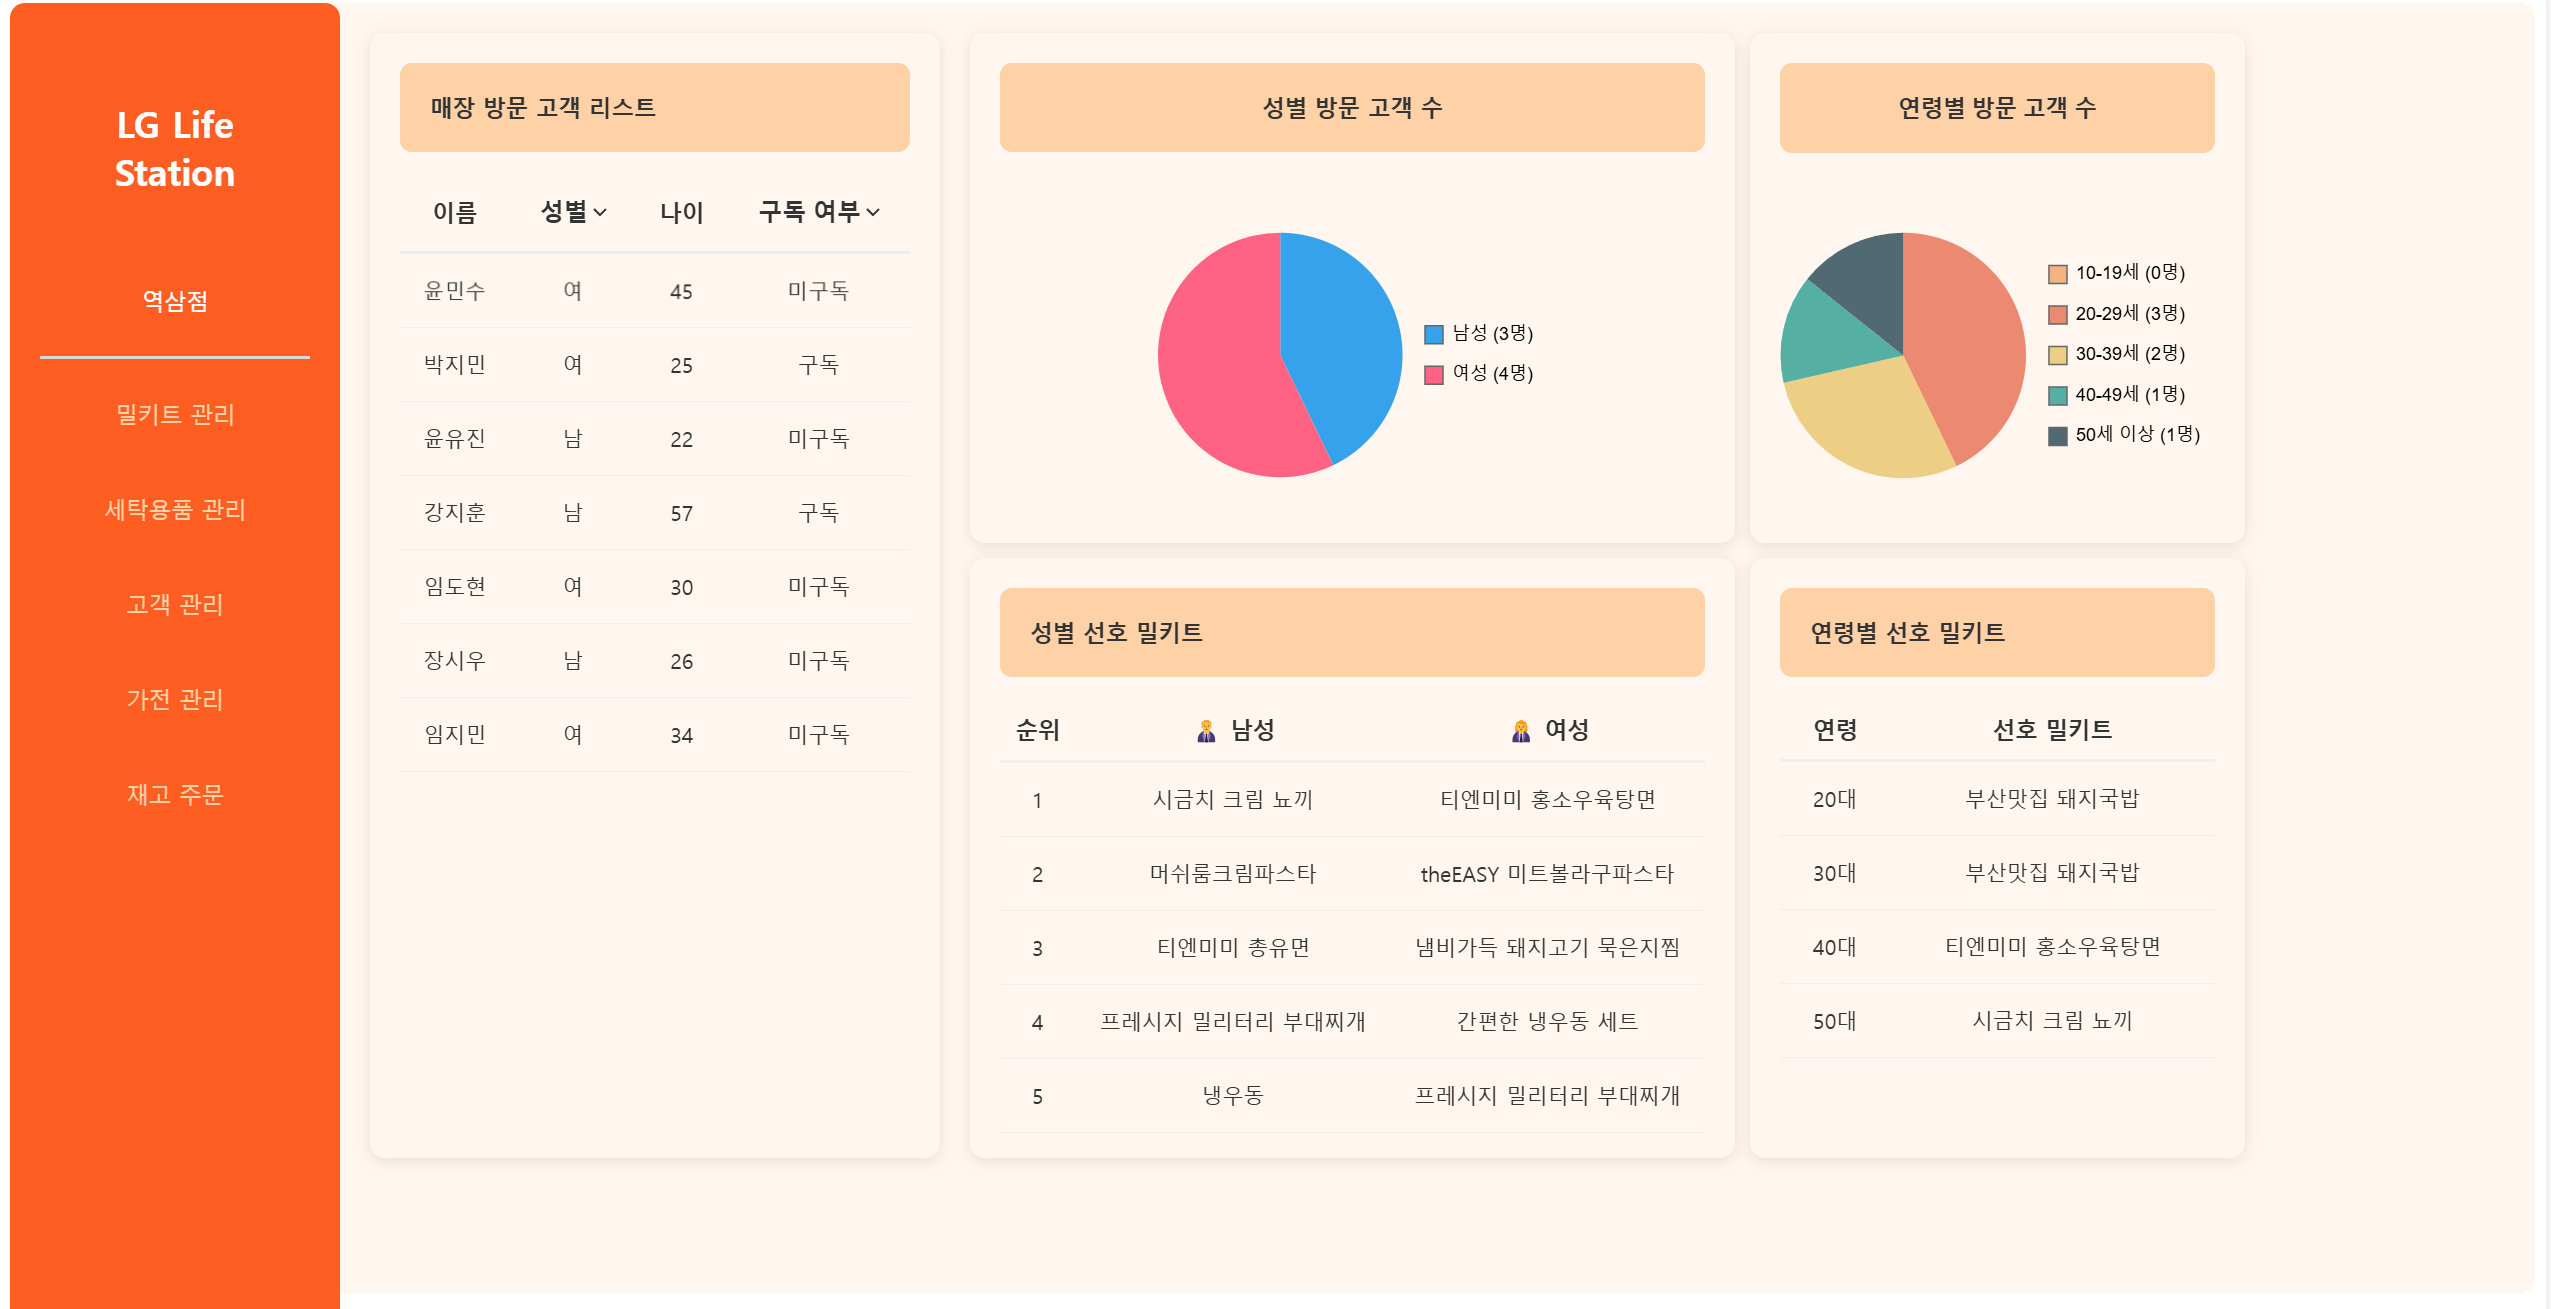 LG Life
Station
역삼점
밀키트 관리
세탁용품 관리
고객 관리
가전 관리
재고 주문
매장 방문 고객 리스트
이름 성별 나이 구독 여부
윤민수 여 45 미구독
박지민 여 25 구독
윤유진 남 22 미구독
강지훈 남 57 구독
임도현 여 30 미구독
장시우 남 26 미구독
임지민 여 34 미구독
성별 방문 고객 수
남성 (3명)
여성 (4명)
연령별 방문 고객 수
10-19세 (0명)
20-29세 (3명)
30-39세 (2명)
40-49세 (1명)
50세 이상 (1명)
성별 선호 밀키트
순위 남성 여성
1 시금치 크림 뇨끼 티엔미미 홍소우육탕면
2 머쉬룸크림파스타 theEASY 미트볼라구파스타
3 티엔미미 총유면 냄비가득 돼지고기 묵은지찜
4 프레시지 밀리터리 부대찌개 간편한 냉우동 세트
5 냉우동 프레시지 밀리터리 부대찌개
연령별 선호 밀키트
연령 선호 밀키트
20대 부산맛집 돼지국밥
30대 부산맛집 돼지국밥
40대 티엔미미 홍소우육탕면
50대 시금치 크림 뇨끼